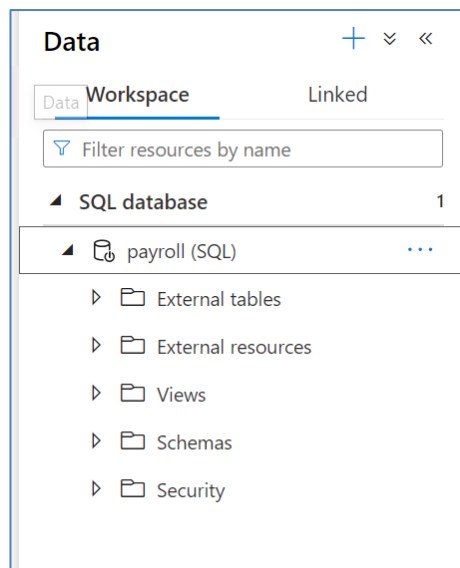 Data
Data
Workspace Linked
Filter resources by name
SQL database 1
payroll (SQL) ...
External tables
External resources
Views
Schemas
Security